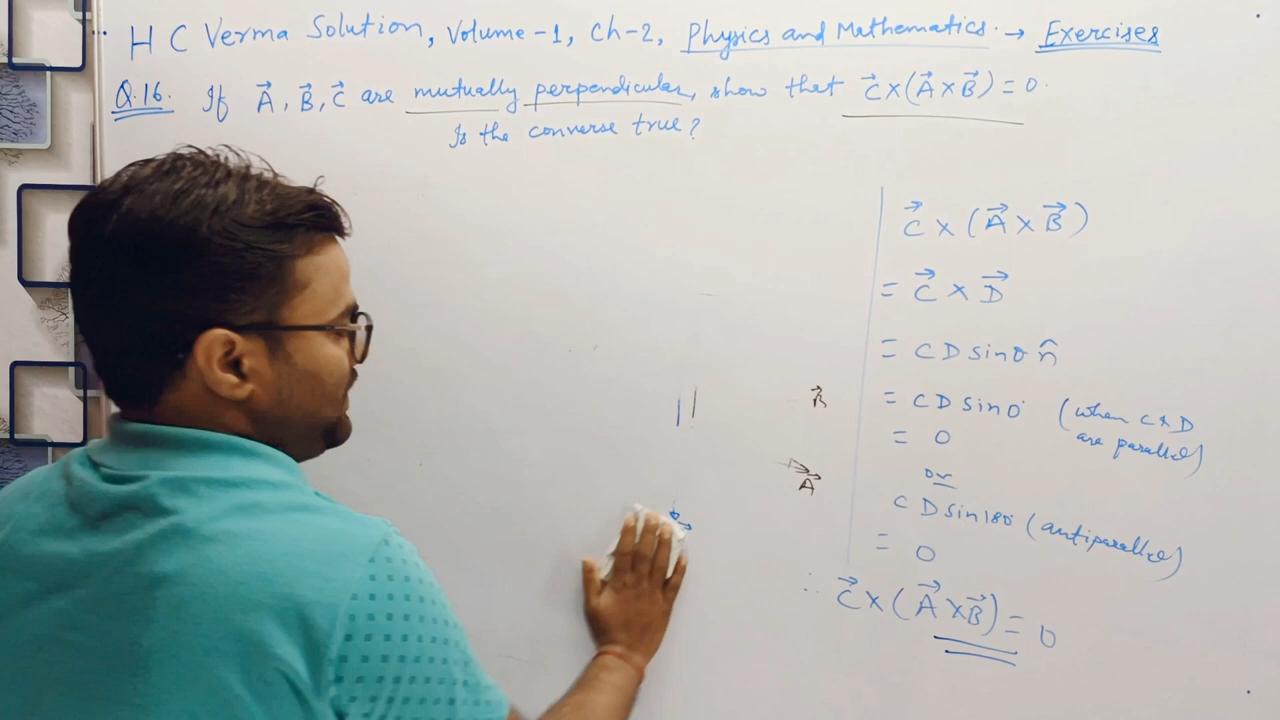 H C Verma Solution, Volume-1, Ch-2, Physics and Mathematics. → Exercises
Q.16. If A⃗, B⃗, C⃗ are mutually perpendicular, show that C⃗×(A⃗×B⃗)=0.
Is the converse true?
C⃗ × (A⃗ × B⃗)
= C⃗ × D⃗
= CD sinθ n̂
= CD sin0° (when C & D are parallel)
= 0
or
CD sin180° (antiparallel)
= 0
∴ C⃗×(A⃗×B⃗)=0
B⃗
A⃗